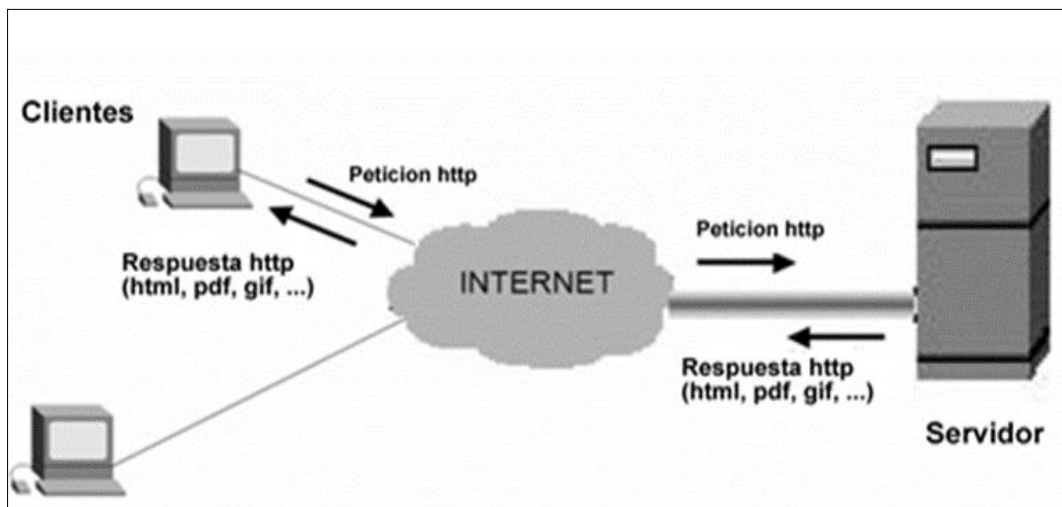 Clientes
Peticion http
Respuesta http
(html, pdf, gif, ...)
INTERNET
Peticion http
Respuesta http
(html, pdf, gif, ...)
Servidor